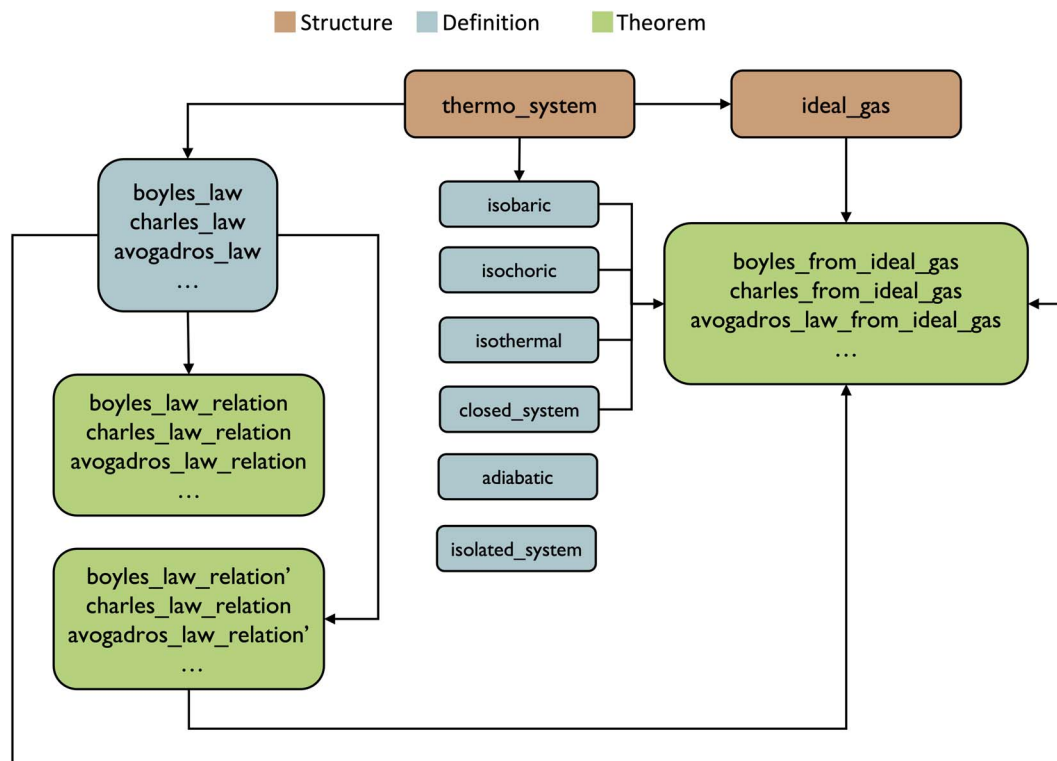 Structure
Definition
Theorem
thermo_system
ideal_gas
boyles_law
charles_law
avogadros_law
...
isobaric
isochoric
isothermal
closed_system
adiabatic
isolated_system
boyles_from_ideal_gas
charles_from_ideal_gas
avogadros_law_from_ideal_gas
...
boyles_law_relation
charles_law_relation
avogadros_law_relation
...
boyles_law_relation’
charles_law_relation
avogadros_law_relation’
...